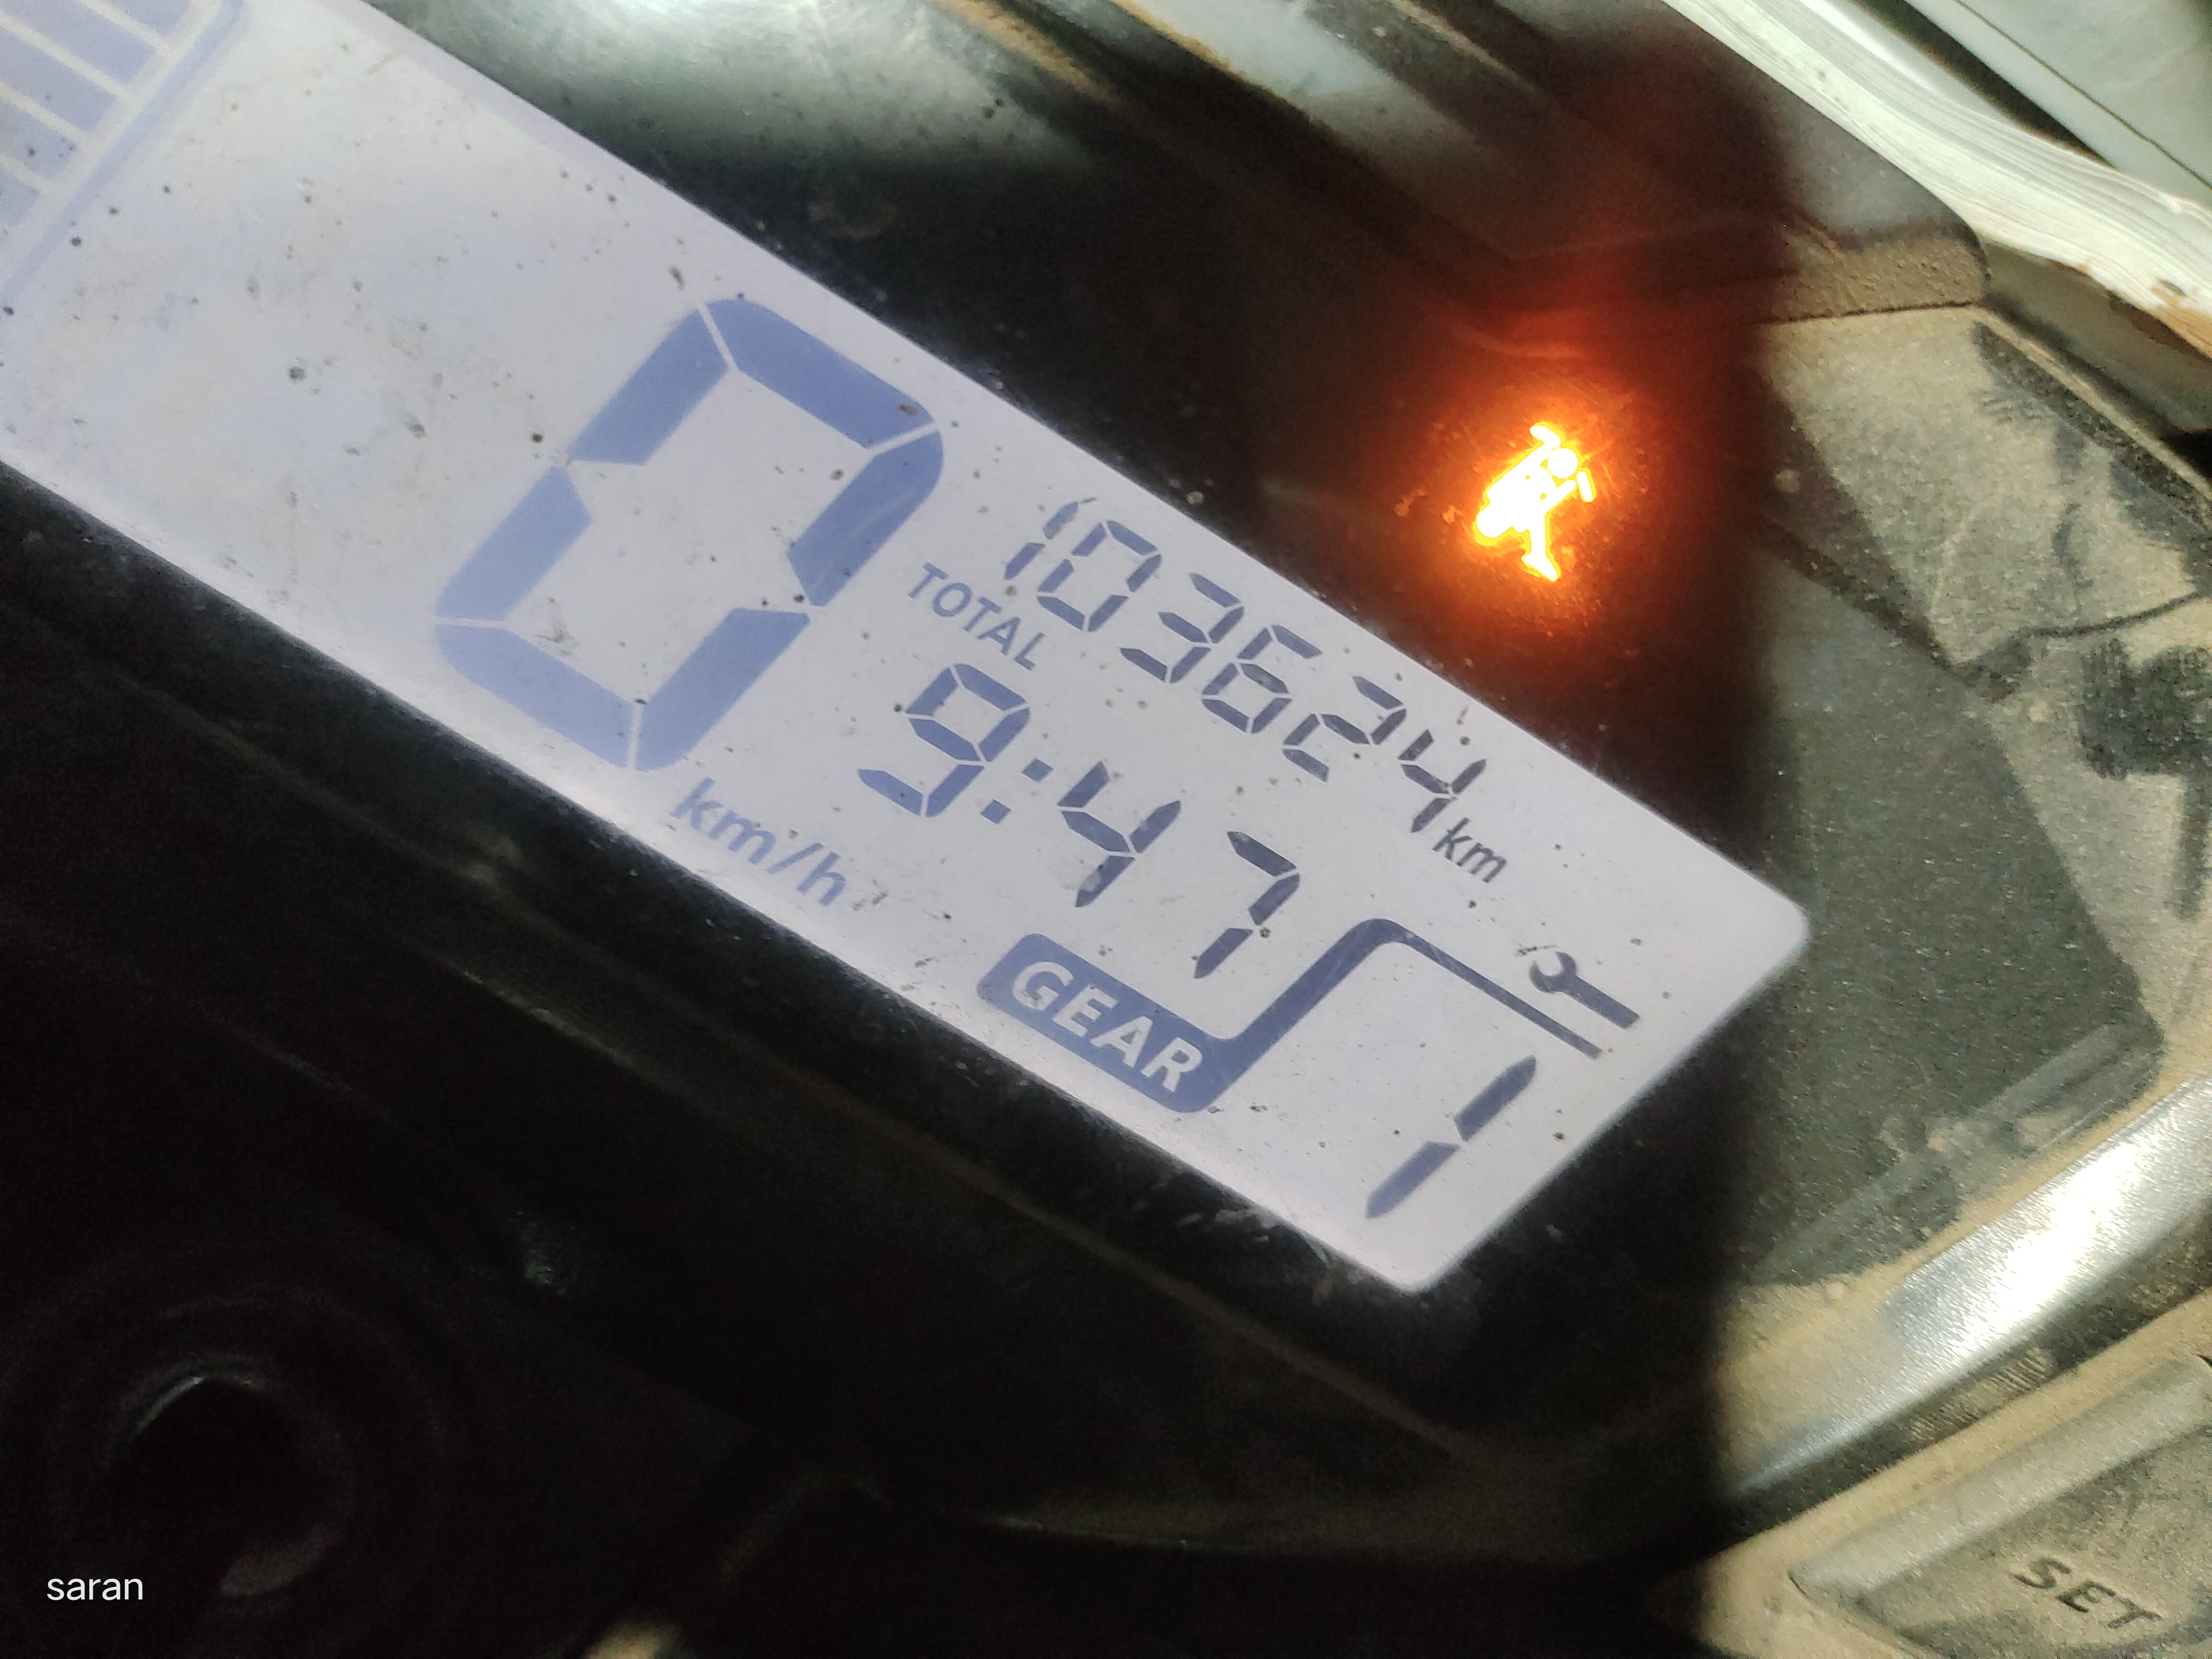 0
km/h
TOTAL
103624 km
9:47
GEAR
1
SET
saran